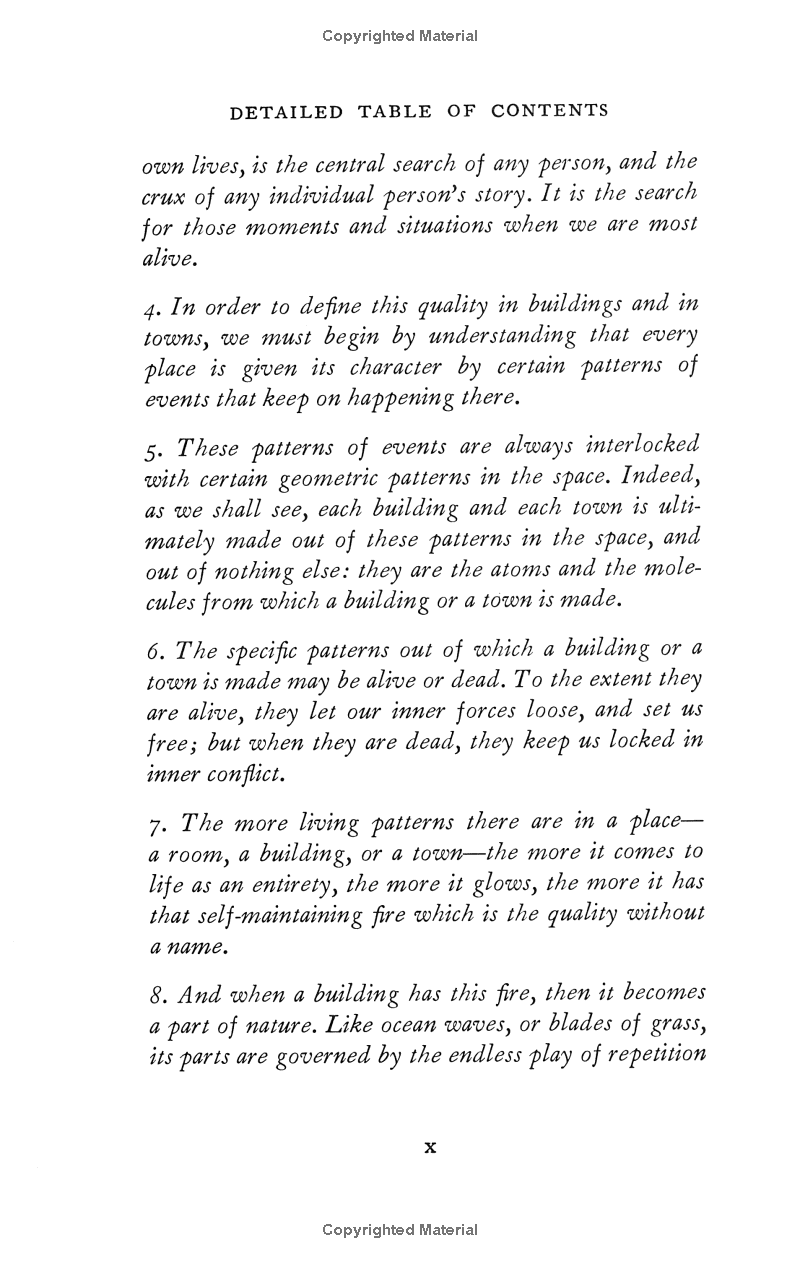 Copyrighted Material
DETAILED TABLE OF CONTENTS
own lives, is the central search of any person, and the
crux of any individual person's story. It is the search
for those moments and situations when we are most
alive.
4. In order to define this quality in buildings and in
towns, we must begin by understanding that every
place is given its character by certain patterns of
events that keep on happening there.
5. These patterns of events are always interlocked
with certain geometric patterns in the space. Indeed,
as we shall see, each building and each town is ulti-
mately made out of these patterns in the space, and
out of nothing else: they are the atoms and the mole-
cules from which a building or a town is made.
6. The specific patterns out of which a building or a
town is made may be alive or dead. To the extent they
are alive, they let our inner forces loose, and set us
free; but when they are dead, they keep us locked in
inner conflict.
7. The more living patterns there are in a place—
a room, a building, or a town—the more it comes to
life as an entirety, the more it glows, the more it has
that self-maintaining fire which is the quality without
a name.
8. And when a building has this fire, then it becomes
a part of nature. Like ocean waves, or blades of grass,
its parts are governed by the endless play of repetition
x
Copyrighted Material